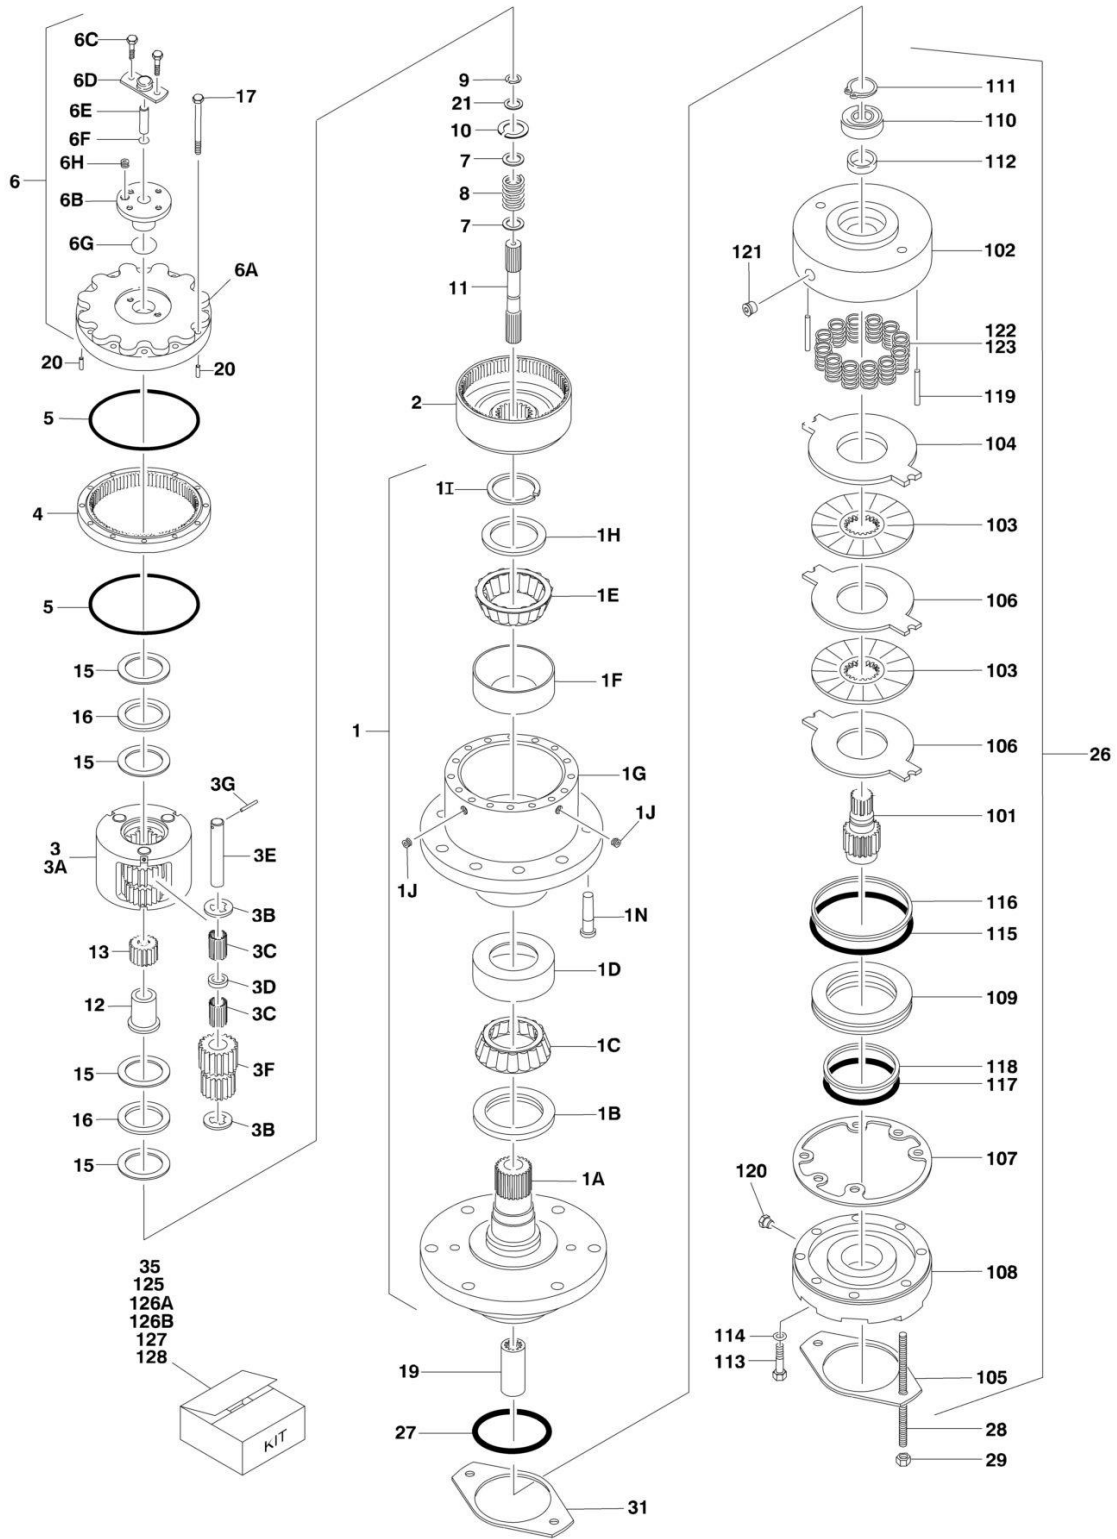 6C
6D
17
6E
6F
6H
6
6B
6G
6A
20
20
5
4
5
15
16
15
3G
3
3A
3E
3B
13
3C
3D
12
3C
15
3F
16
3B
15
35
125
126A
126B
127
128
KIT
9
21
10
7
8
7
11
2
1I
1H
1E
1F
1
1G
1J
1J
1N
1D
1C
1B
1A
19
27
31
111
110
112
121
102
122
123
119
104
103
106
103
26
106
101
116
115
109
118
117
107
120
108
114
113
105
28
29